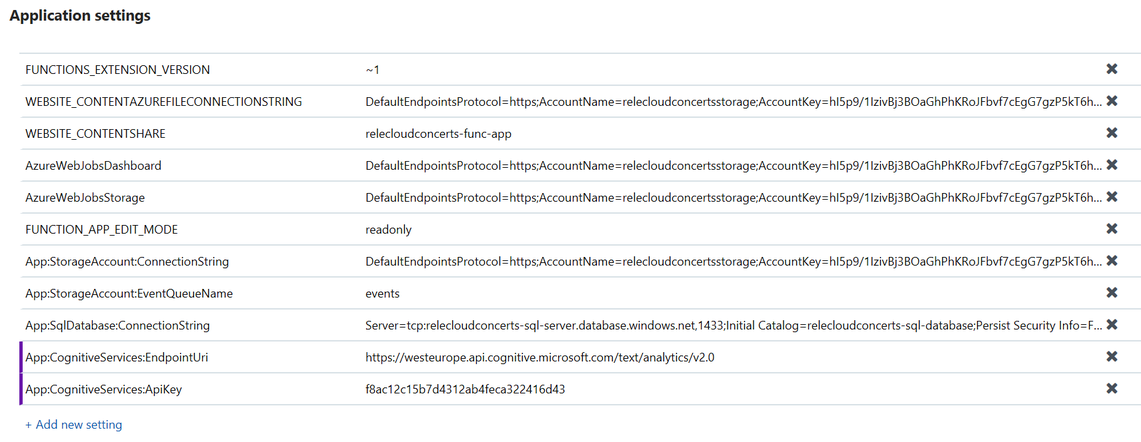 Application settings
FUNCTIONS_EXTENSION_VERSION ~1
WEBSITE_CONTENTAZUREFILECONNECTIONSTRING DefaultEndpointsProtocol=https;AccountName=relecloudconcertsstorage;AccountKey=hI5p9/1IzivBj3BOaGhPhKRoJFbvf7cEgG7gzP5kT6h...
WEBSITE_CONTENTSHARE relecloudconcerts-func-app
AzureWebJobsDashboard DefaultEndpointsProtocol=https;AccountName=relecloudconcertsstorage;AccountKey=hI5p9/1IzivBj3BOaGhPhKRoJFbvf7cEgG7gzP5kT6h...
AzureWebJobsStorage DefaultEndpointsProtocol=https;AccountName=relecloudconcertsstorage;AccountKey=hI5p9/1IzivBj3BOaGhPhKRoJFbvf7cEgG7gzP5kT6h...
FUNCTION_APP_EDIT_MODE readonly
App:StorageAccount:ConnectionString DefaultEndpointsProtocol=https;AccountName=relecloudconcertsstorage;AccountKey=hI5p9/1IzivBj3BOaGhPhKRoJFbvf7cEgG7gzP5kT6h...
App:StorageAccount:EventQueueName events
App:SqlDatabase:ConnectionString Server=tcp:relecloudconcerts-sql-server.database.windows.net,1433;Initial Catalog=relecloudconcerts-sql-database;Persist Security Info=F...
App:CognitiveServices:EndpointUri https://westeurope.api.cognitive.microsoft.com/text/analytics/v2.0
App:CognitiveServices:ApiKey f8ac12c15b7d4312ab4feca322416d43
+ Add new setting